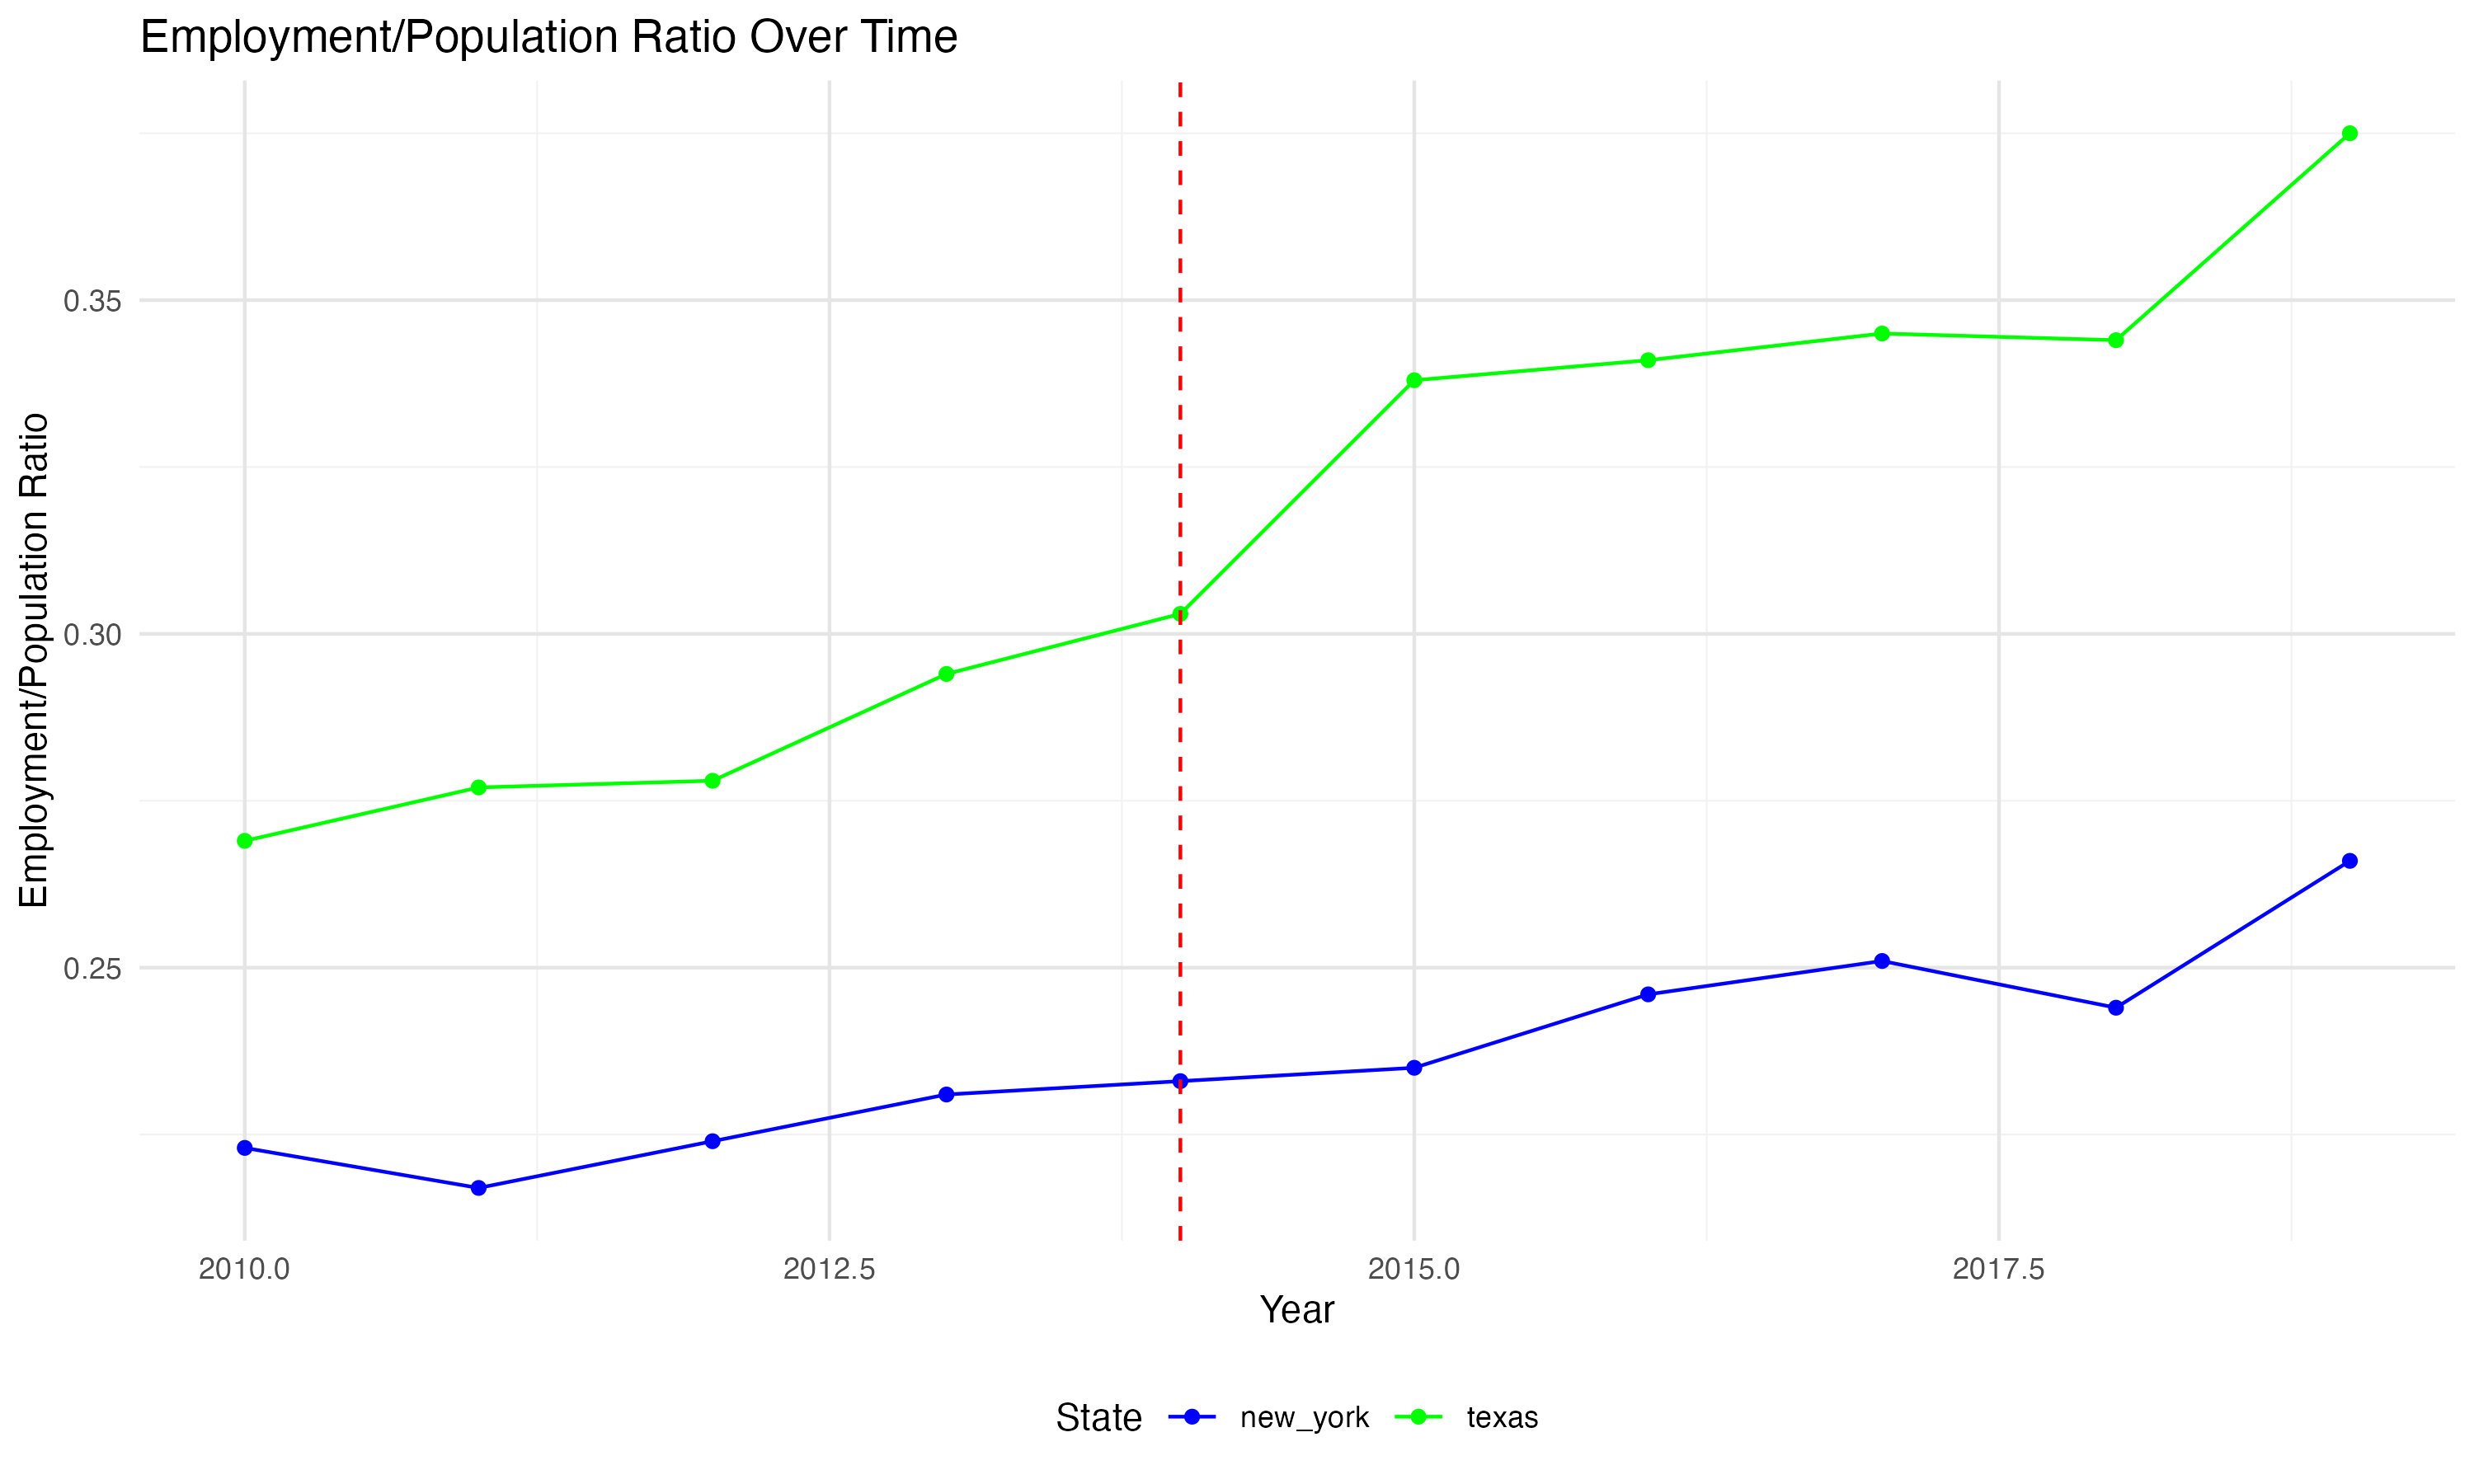 Employment/Population Ratio Over Time
Employment/Population Ratio
0.35
0.30
0.25
2010.0 2012.5 2015.0 2017.5
Year
State new_york texas